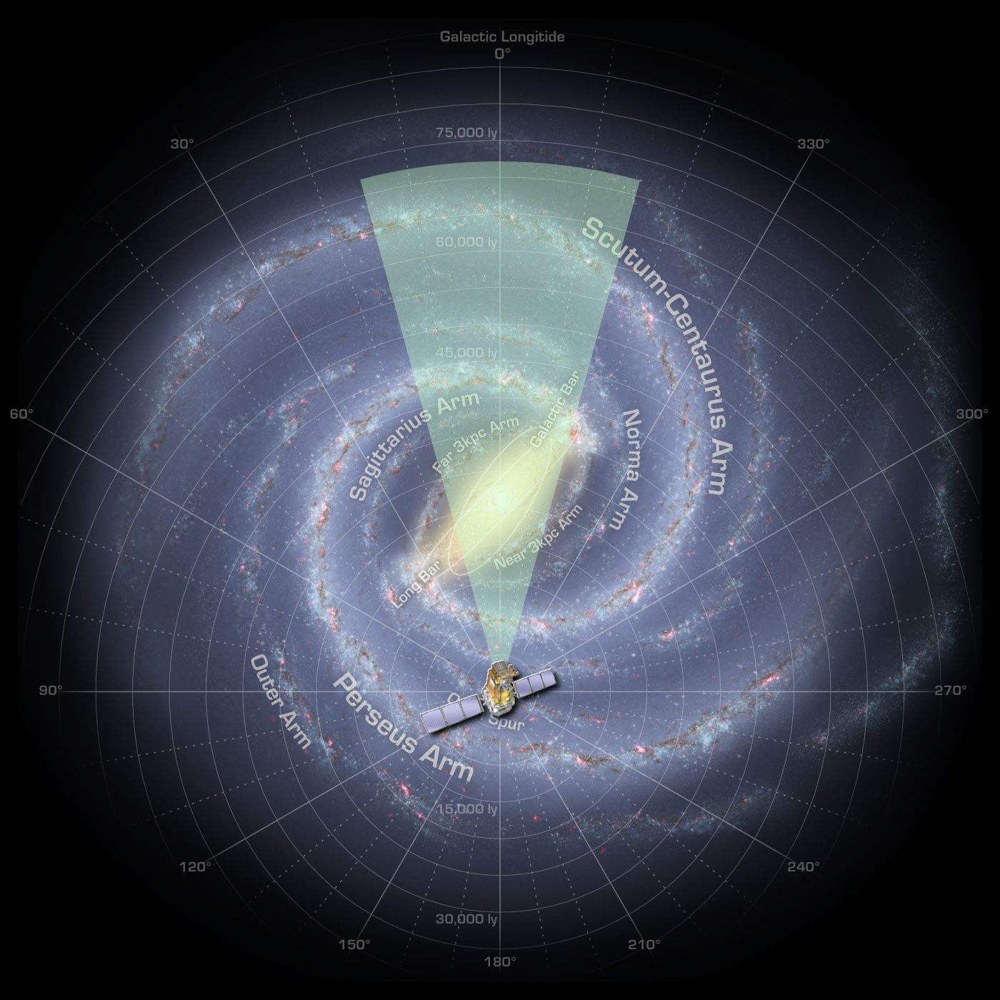 Galactic Longitide
0°
30°
330°
75,000 ly
60,000 ly
Scutum-Centaurus Arm
45,000 ly
Galactic Bar
Sagittarius Arm
Far 3kpc Arm
Norma Arm
60°
300°
Near 3kpc Arm
Long Bar
Outer Arm
Perseus Arm
90°
270°
Spur
15,000 ly
120°
240°
30,000 ly
150°
210°
180°